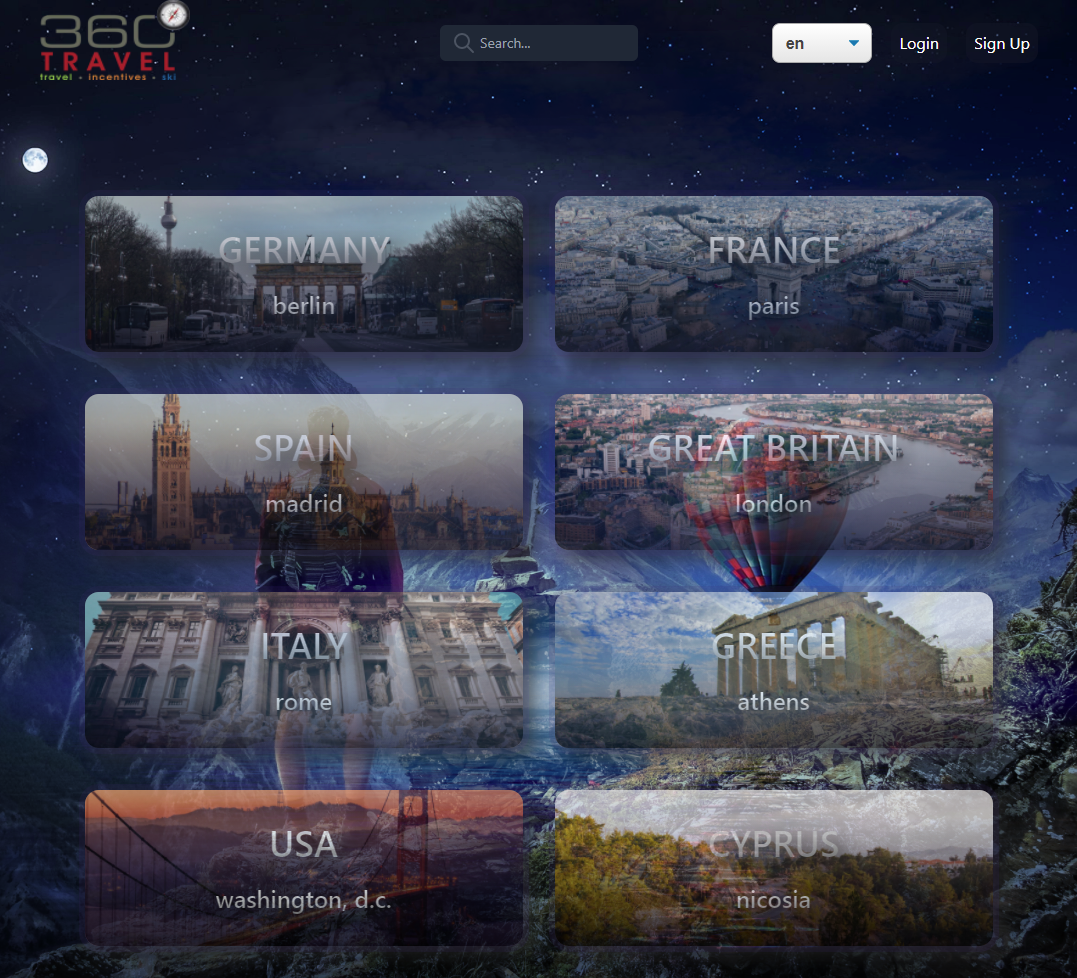 360
TRAVEL
travel • incentives • ski
Search...
en
Login
Sign Up
GERMANY
berlin
FRANCE
paris
SPAIN
madrid
GREAT BRITAIN
london
ITALY
rome
GREECE
athens
USA
washington, d.c.
CYPRUS
nicosia